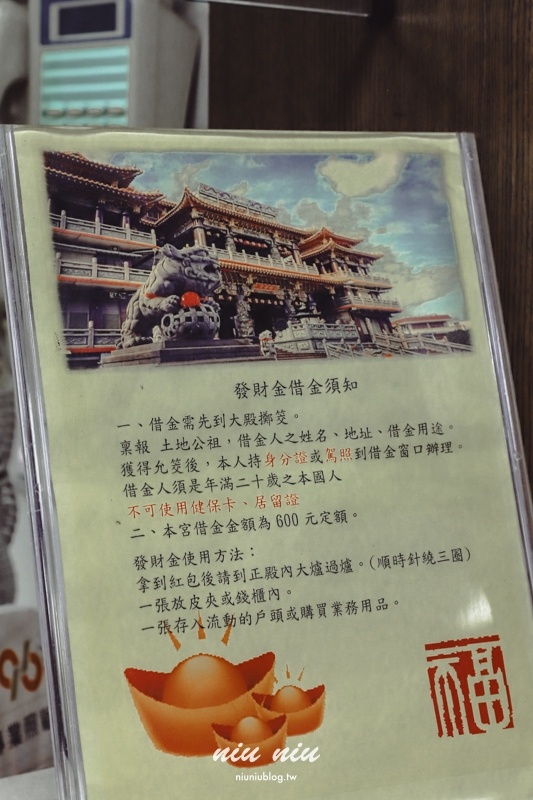 發財金借金須知
一、借金需先到大殿擲筊。
稟報 土地公祖，借金人之姓名、地址、借金用途。
獲得允筊後，本人持身分證或駕照到借金窗口辦理。
借金人須是年滿二十歲之本國人
不可使用健保卡、居留證
二、本宮借金金額為 600 元定額。
發財金使用方法：
拿到紅包後請到正殿內大爐過爐。(順時針繞三圈)
一張放皮夾或錢櫃內。
一張存入流動的戶頭或購買業務用品。
福
niu niu
niuniublog.tw